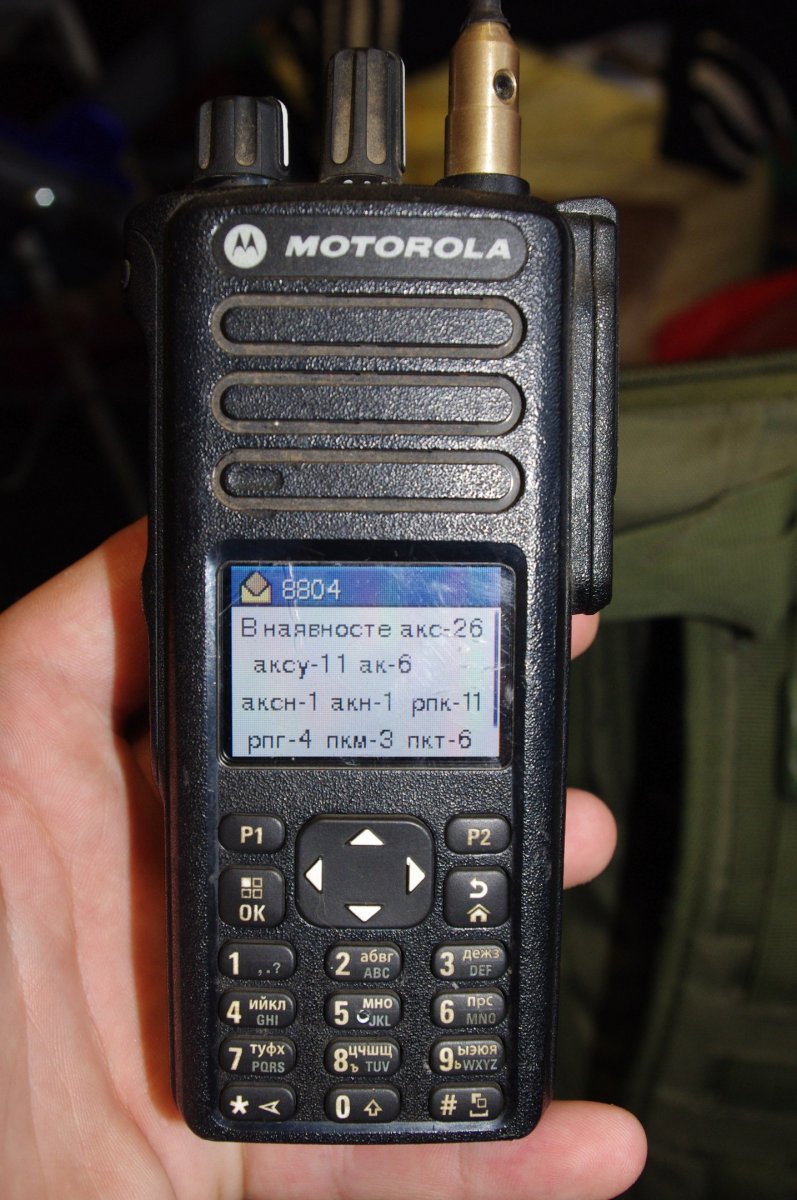 MOTOROLA
8804
В наявносте акс-26
аксу-11 ак-6
аксн-1 акн-1 рпк-11
рпг-4 пкм-3 пкт-6
P1
P2
OK
1 ,.?
2 абвг ABC
3 дежз DEF
4 ийкл GHI
5 мно JKL
6 прс MNO
7 туфх PQRS
8 цчшщ ъ TUV
9 ыэюя ь WXYZ
* 0 #